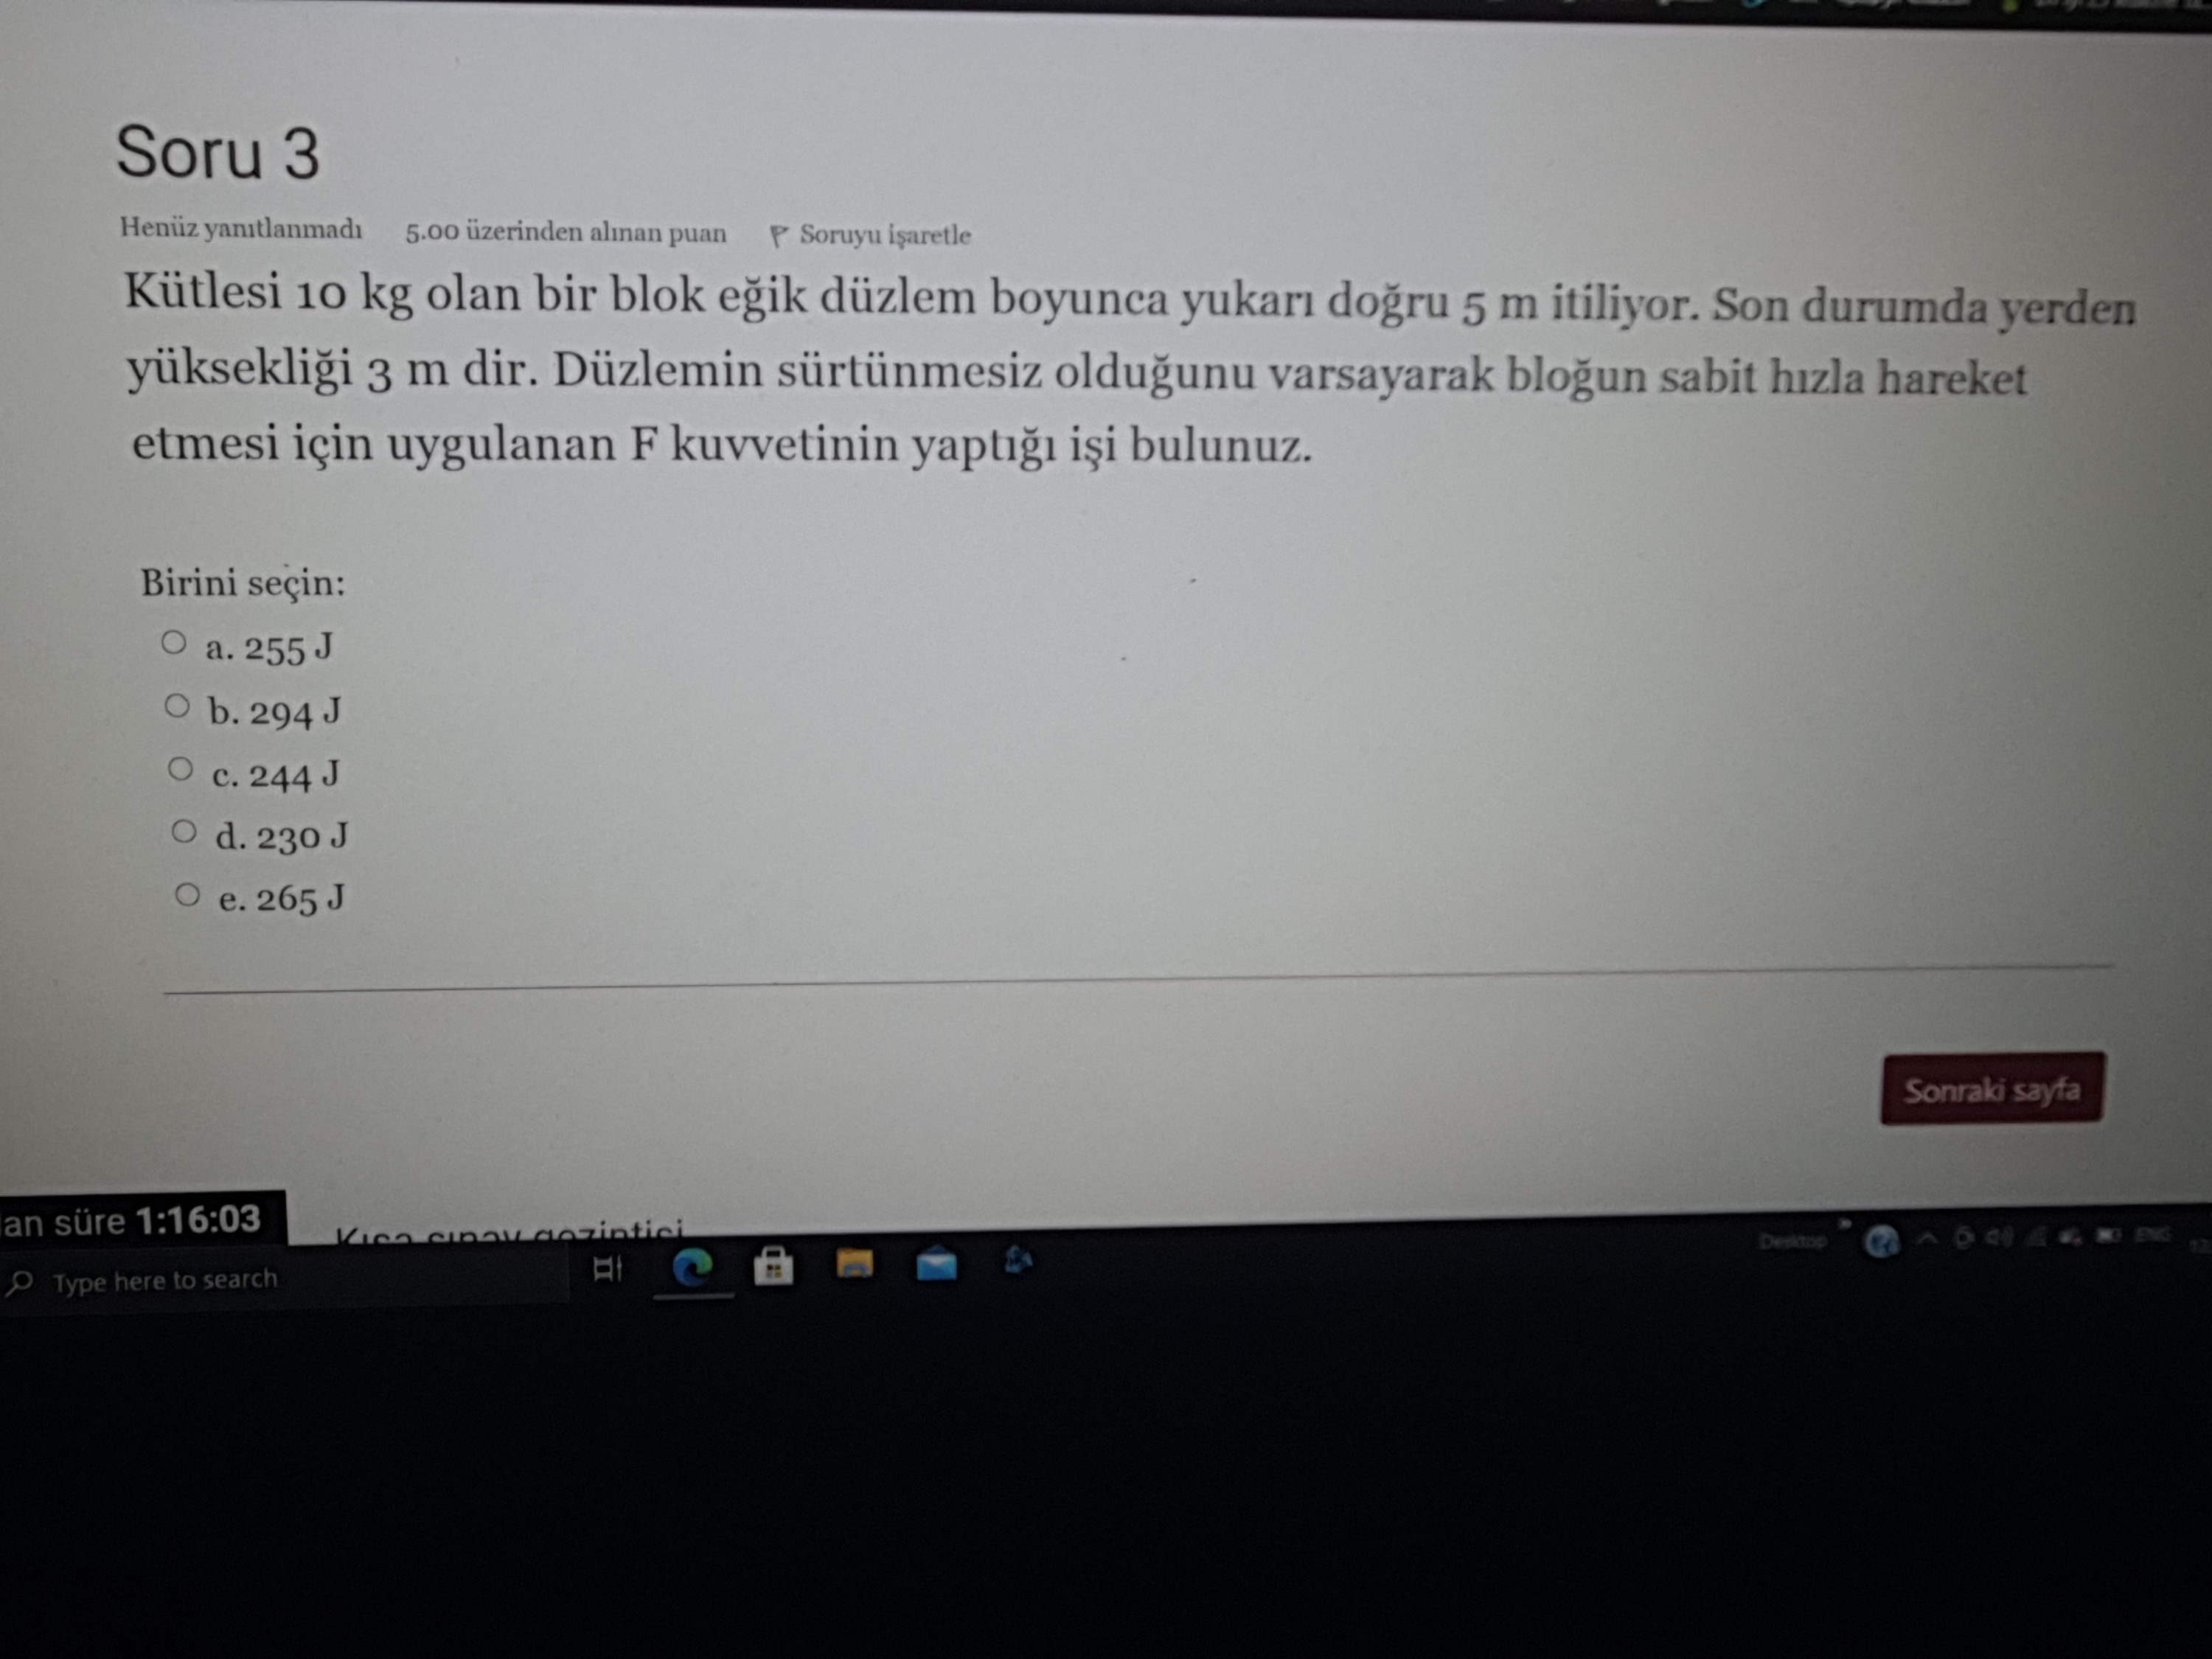 Soru 3
Henüz yanıtlanmadı 5.00 üzerinden alınan puan Soruyu işaretle
Kütlesi 10 kg olan bir blok eğik düzlem boyunca yukarı doğru 5 m itiliyor. Son durumda yerden
yüksekliği 3 m dir. Düzlemin sürtünmesiz olduğunu varsayarak bloğun sabit hızla hareket
etmesi için uygulanan F kuvvetinin yaptığı işi bulunuz.
Birini seçin:
a. 255 J
b. 294 J
c. 244 J
d. 230 J
e. 265 J
Sonraki sayfa
an süre 1:16:03
Kısa sınav gezintisi
Type here to search
Desktop
ENG